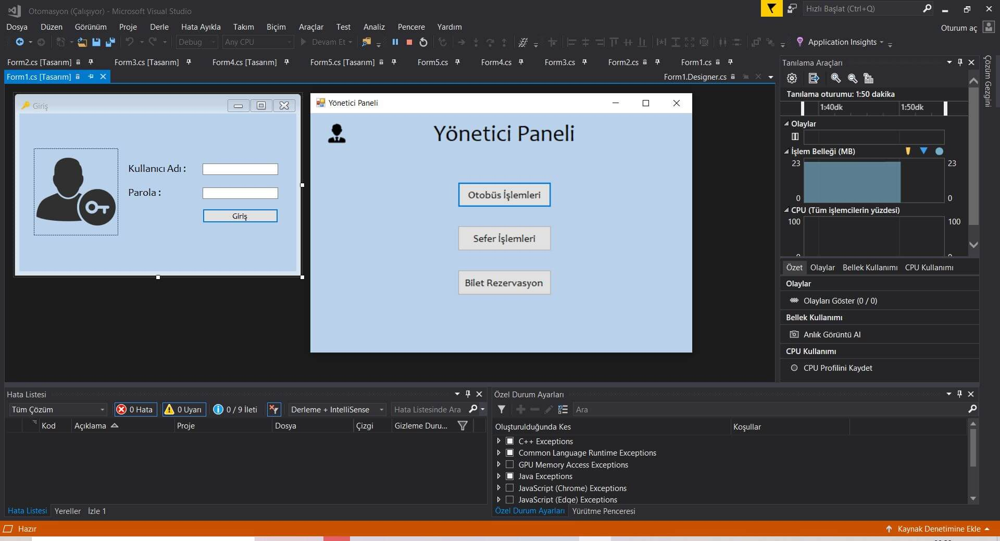 Otomasyon (Çalışıyor) - Microsoft Visual Studio
Hızlı Başlat (Ctrl+Q)
Dosya Düzen Görünüm Proje Derle Hata Ayıkla Takım Biçim Araçlar Test Analiz Pencere Yardım
Oturum aç
Debug Any CPU Devam Et Application Insights
Form2.cs [Tasarım] Form3.cs [Tasarım] Form4.cs [Tasarım] Form5.cs [Tasarım] Form5.cs Form4.cs Form3.cs Form2.cs Form1.cs
Form1.cs [Tasarım] Form1.Designer.cs
Giriş
Kullanıcı Adı :
Parola :
Giriş
Yönetici Paneli
Yönetici Paneli
Otobüs İşlemleri
Sefer İşlemleri
Bilet Rezervasyon
Tanılama Araçları
Tanılama oturumu: 1:50 dakika
1:40dk 1:50dk
Olaylar
İşlem Belleği (MB)
23 23
0 0
CPU (Tüm işlemcilerin yüzdesi)
100 100
0 0
Özet Olaylar Bellek Kullanımı CPU Kullanımı
Olaylar
Olayları Göster (0 / 0)
Bellek Kullanımı
Anlık Görüntü Al
CPU Kullanımı
CPU Profilini Kaydet
Çözüm Gezgini
Hata Listesi
Tüm Çözüm 0 Hata 0 Uyarı 0 / 9 İleti Derleme + IntelliSense Hata Listesinde Ara
Kod Açıklama Proje Dosya Çizgi Gizleme Duru...
Hata Listesi Yereller İzle 1
Özel Durum Ayarları
Ara
Oluşturulduğunda Kes Koşullar
C++ Exceptions
Common Language Runtime Exceptions
GPU Memory Access Exceptions
Java Exceptions
JavaScript (Chrome) Exceptions
JavaScript (Edge) Exceptions
Özel Durum Ayarları Yürütme Penceresi
Hazır
Kaynak Denetimine Ekle